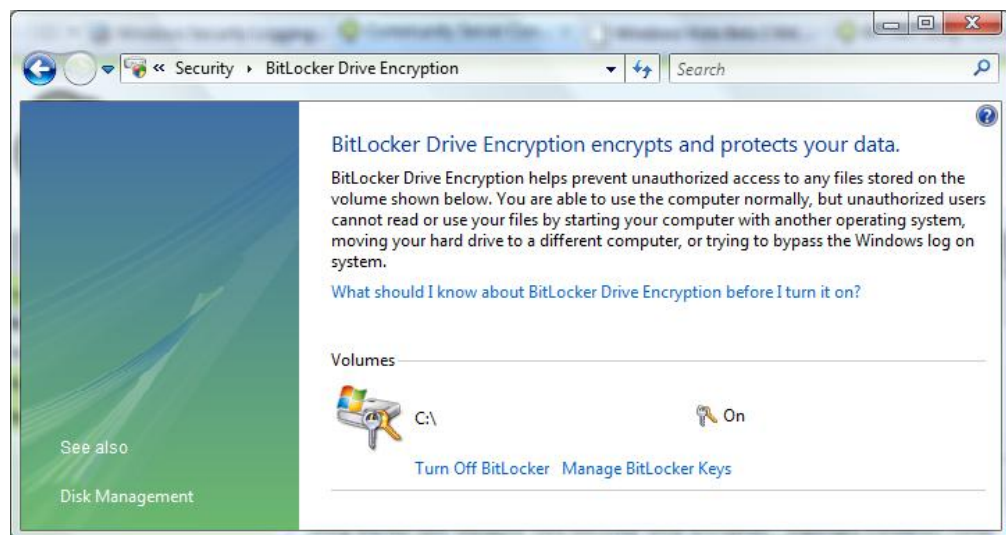 « Security ▸ BitLocker Drive Encryption
Search
BitLocker Drive Encryption encrypts and protects your data.
BitLocker Drive Encryption helps prevent unauthorized access to any files stored on the
volume shown below. You are able to use the computer normally, but unauthorized users
cannot read or use your files by starting your computer with another operating system,
moving your hard drive to a different computer, or trying to bypass the Windows log on
system.
What should I know about BitLocker Drive Encryption before I turn it on?
Volumes
C:\ On
Turn Off BitLocker Manage BitLocker Keys
See also
Disk Management